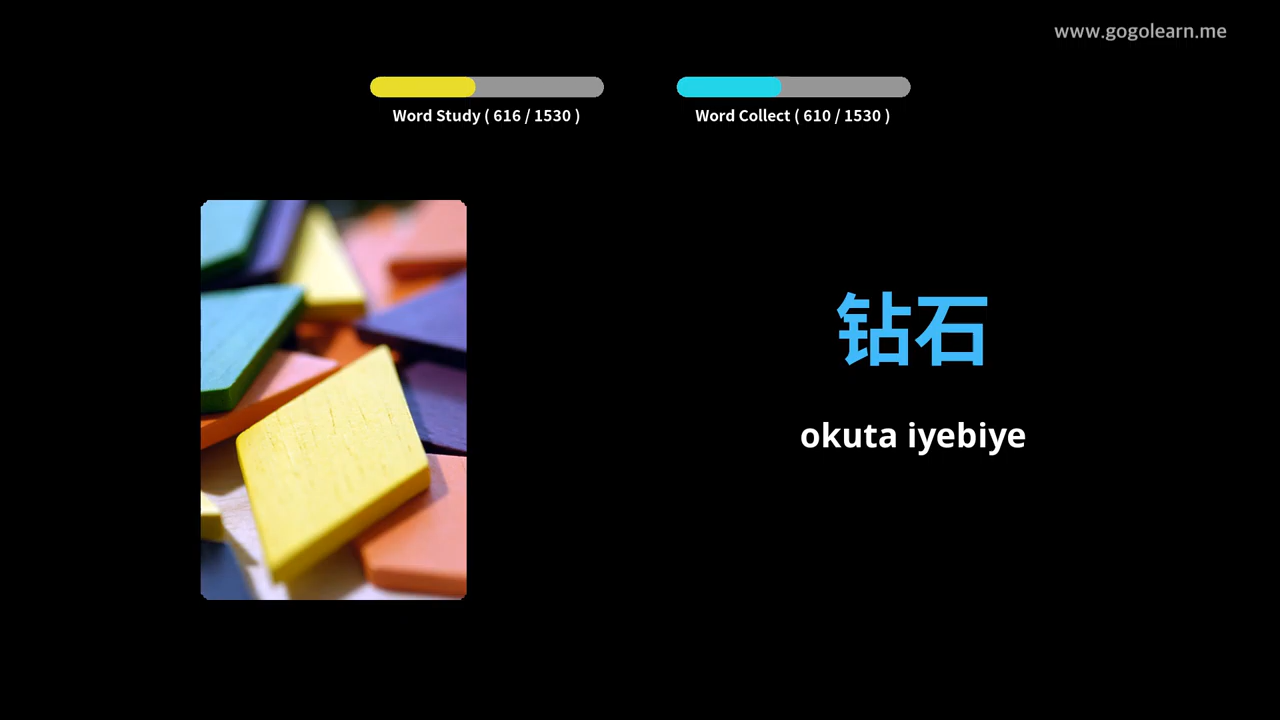 www.gogolearn.me
Word Study ( 616 / 1530 )
Word Collect ( 610 / 1530 )
钻石
okuta iyebiye